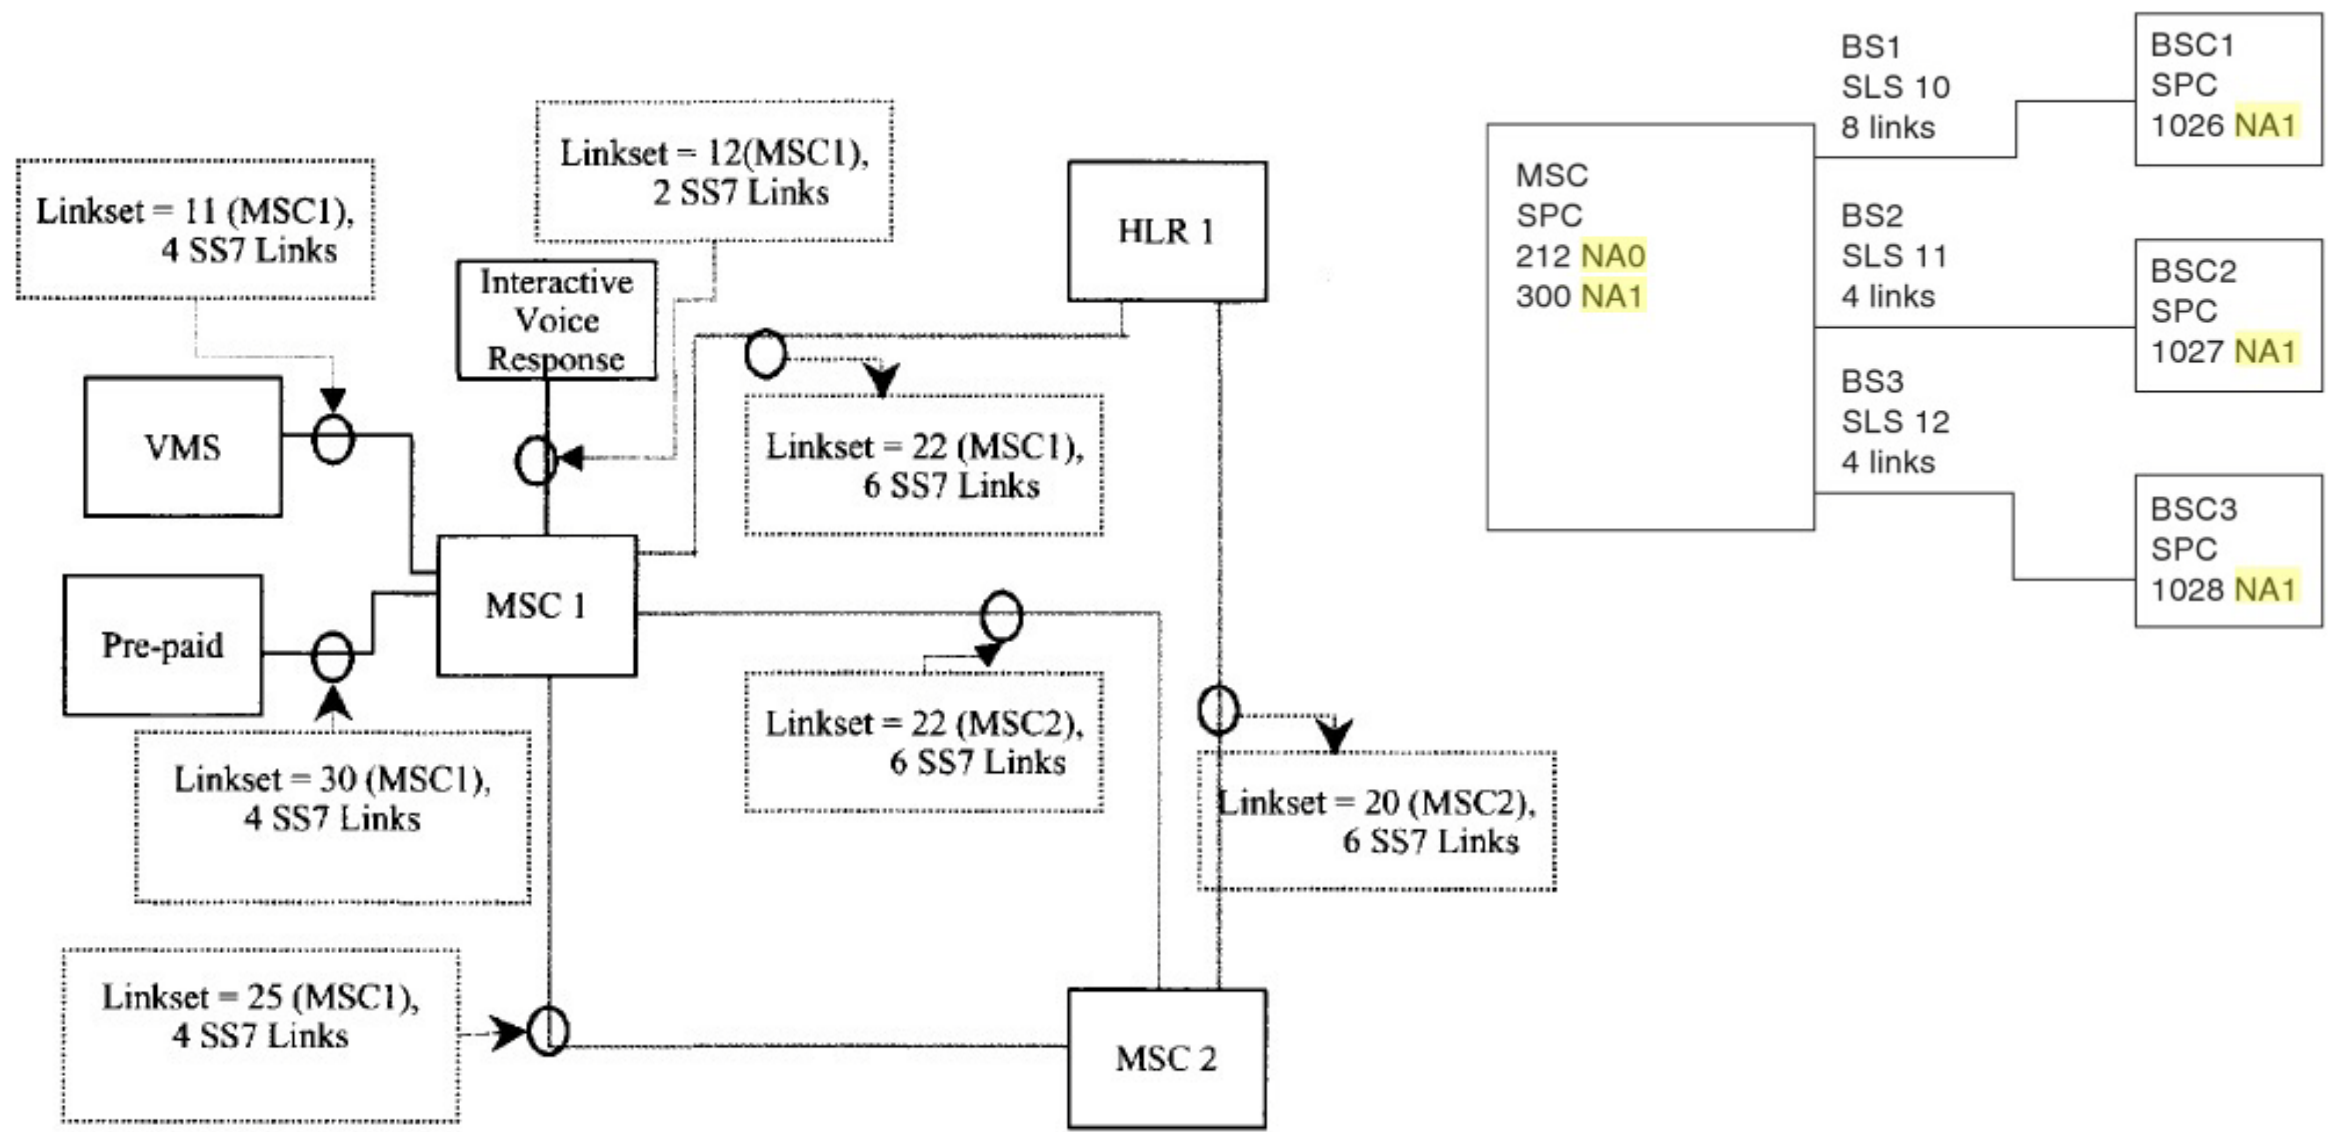 Linkset = 11 (MSC1),
4 SS7 Links
Linkset = 12(MSC1),
2 SS7 Links
Interactive
Voice
Response
HLR 1
VMS
Linkset = 22 (MSC1),
6 SS7 Links
MSC 1
Pre-paid
Linkset = 30 (MSC1),
4 SS7 Links
Linkset = 22 (MSC2),
6 SS7 Links
Linkset = 20 (MSC2),
6 SS7 Links
Linkset = 25 (MSC1),
4 SS7 Links
MSC 2
MSC
SPC
212 NA0
300 NA1
BS1
SLS 10
8 links
BS2
SLS 11
4 links
BS3
SLS 12
4 links
BSC1
SPC
1026 NA1
BSC2
SPC
1027 NA1
BSC3
SPC
1028 NA1